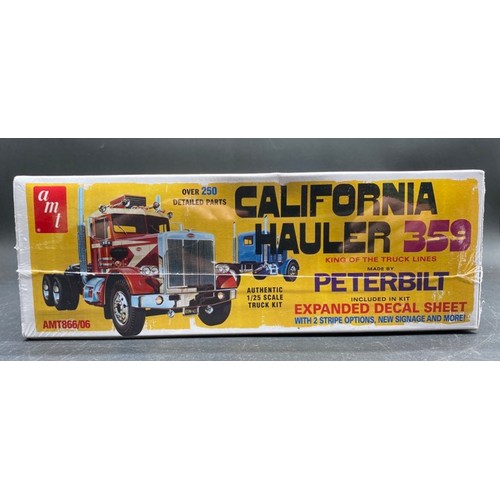 amt
OVER 250
DETAILED PARTS
CALIFORNIA
HAULER 359
KING OF THE TRUCK LINES
MADE BY
PETERBILT
AUTHENTIC
1/25 SCALE
TRUCK KIT
INCLUDED IN KIT
EXPANDED DECAL SHEET
WITH 2 STRIPE OPTIONS, NEW SIGNAGE AND MORE!
AMT866/06